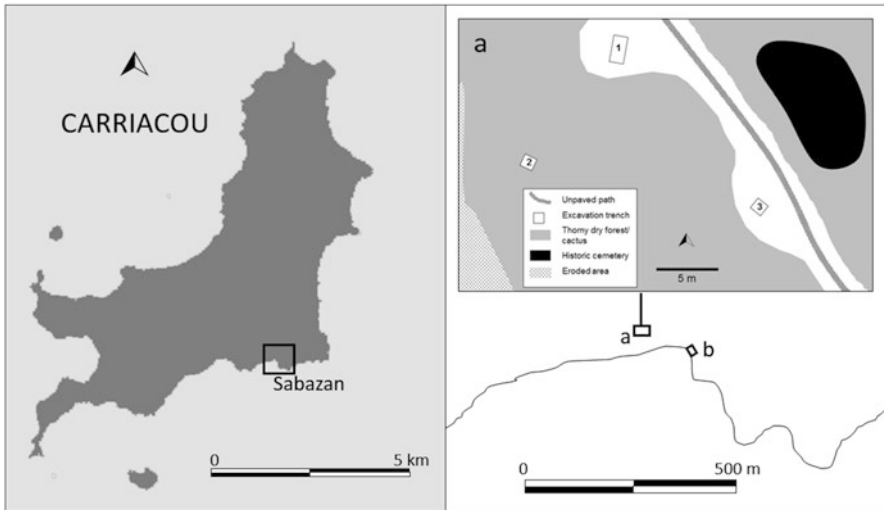 CARRIACOU
Sabazan
0 5 km
a
1
2
3
Unpaved path
Excavation trench
Thorny dry forest/
cactus
Historic cemetery
Eroded area
5 m
a
b
0 500 m